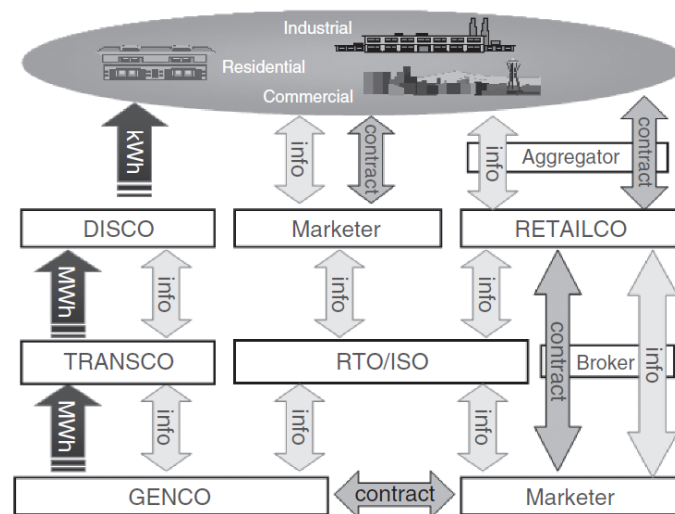 Industrial
Residential
Commercial
kWh
info
contract
info
contract
Aggregator
DISCO
Marketer
RETAILCO
MWh
info
info
info
contract
info
TRANSCO
RTO/ISO
Broker
MWh
info
info
info
GENCO
contract
Marketer